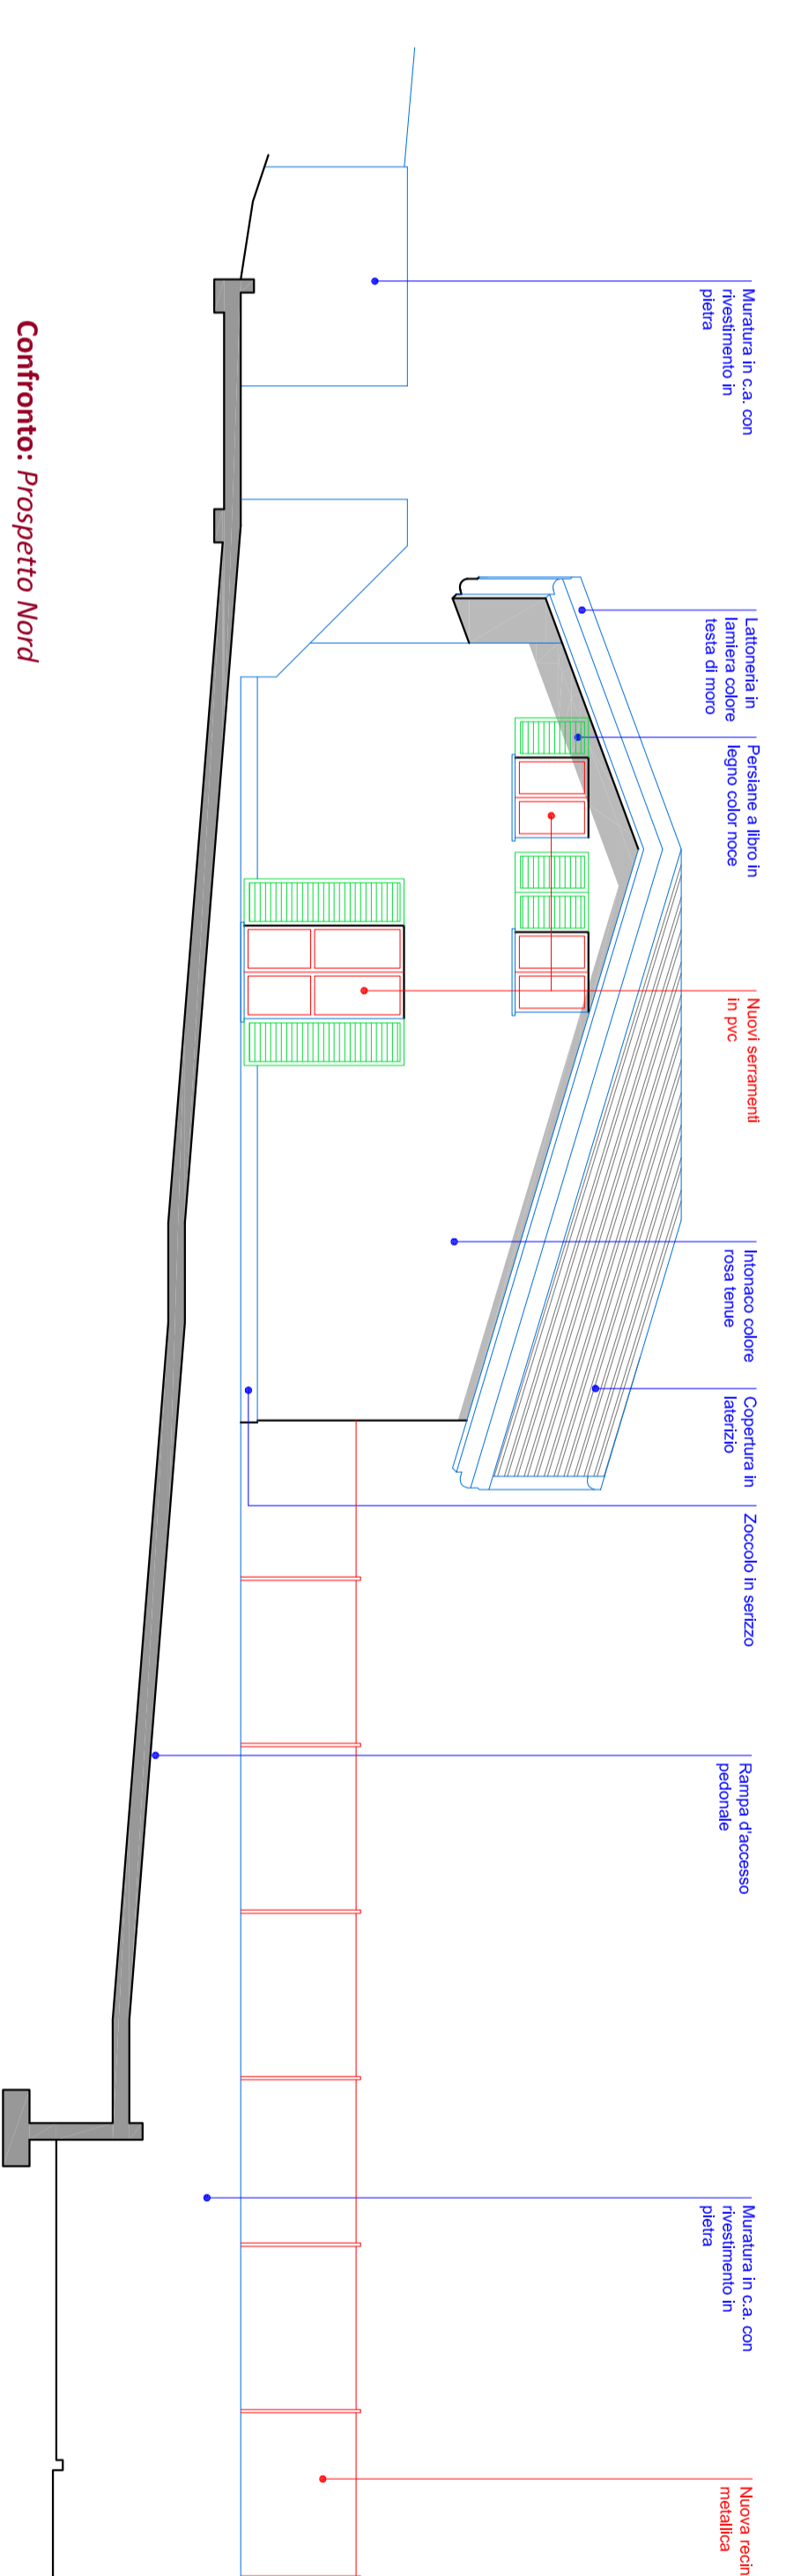 Muratura in c.a. con
rivestimento in
pietra
Lattoneria in
lamiera colore
testa di moro
Persiane a libro in
legno color noce
Nuovi serramenti
in pvc
Intonaco colore
rosa tenue
Copertura in
laterizio
Zoccolo in serizzo
Rampa d'accesso
pedonale
Muratura in c.a. con
rivestimento in
pietra
Nuova recin
metallica
Confronto: Prospetto Nord